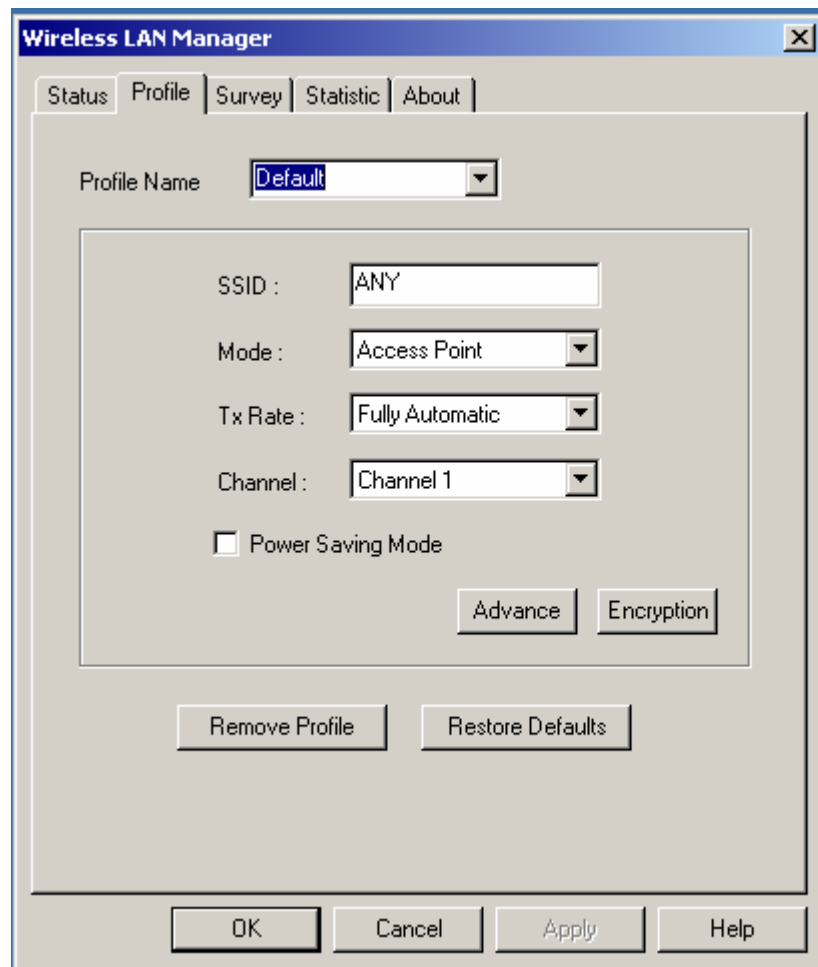 Wireless LAN Manager
Status Profile Survey Statistic About
Profile Name Default
SSID : ANY
Mode : Access Point
Tx Rate : Fully Automatic
Channel : Channel 1
Power Saving Mode
Advance Encryption
Remove Profile Restore Defaults
OK Cancel Apply Help